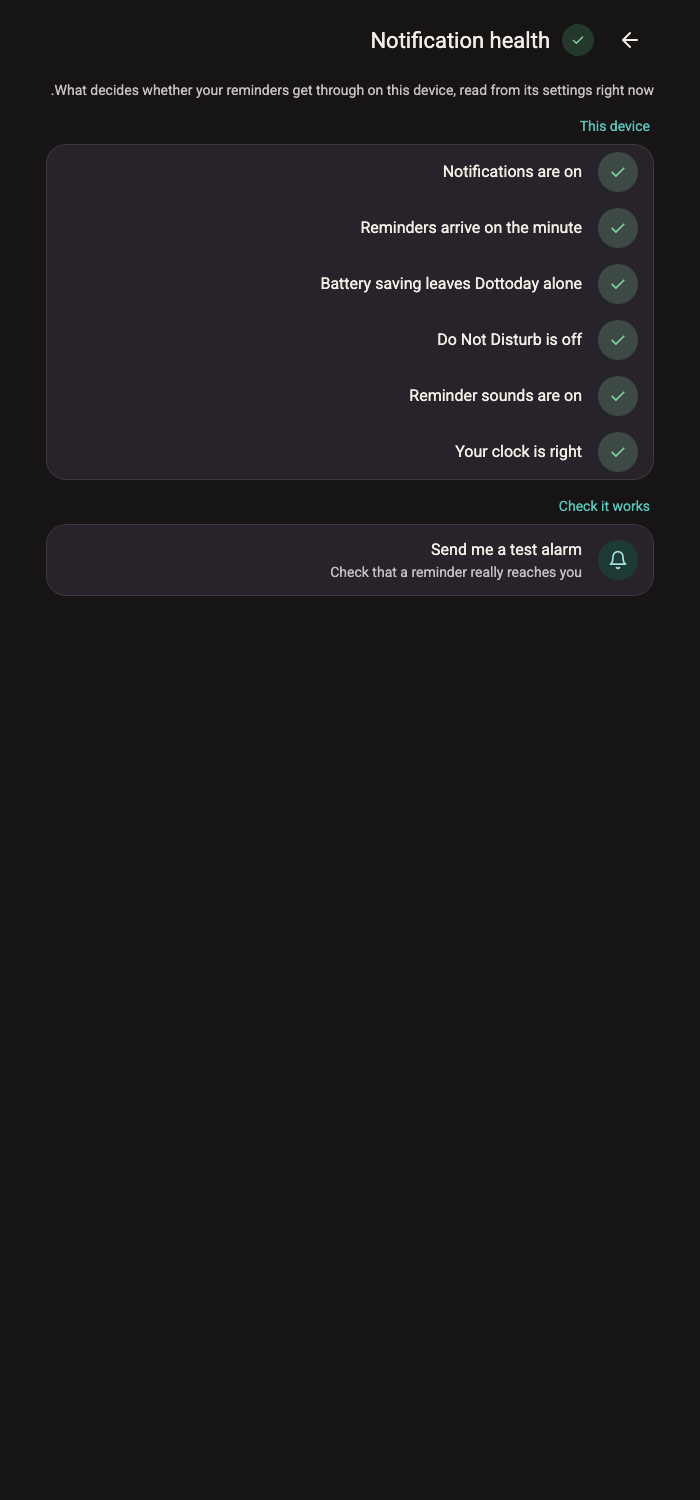 Notification health
.What decides whether your reminders get through on this device, read from its settings right now
This device
Notifications are on
Reminders arrive on the minute
Battery saving leaves Dottoday alone
Do Not Disturb is off
Reminder sounds are on
Your clock is right
Check it works
Send me a test alarm
Check that a reminder really reaches you